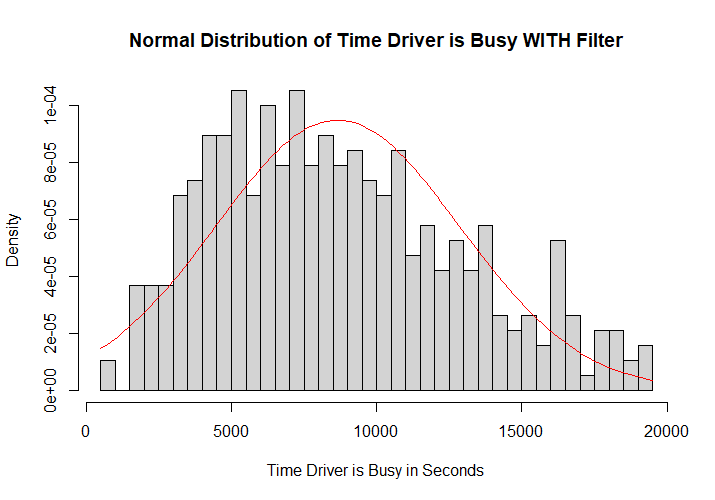 Normal Distribution of Time Driver is Busy WITH Filter
Density
1e-04
8e-05
6e-05
4e-05
2e-05
0e+00
0 5000 10000 15000 20000
Time Driver is Busy in Seconds